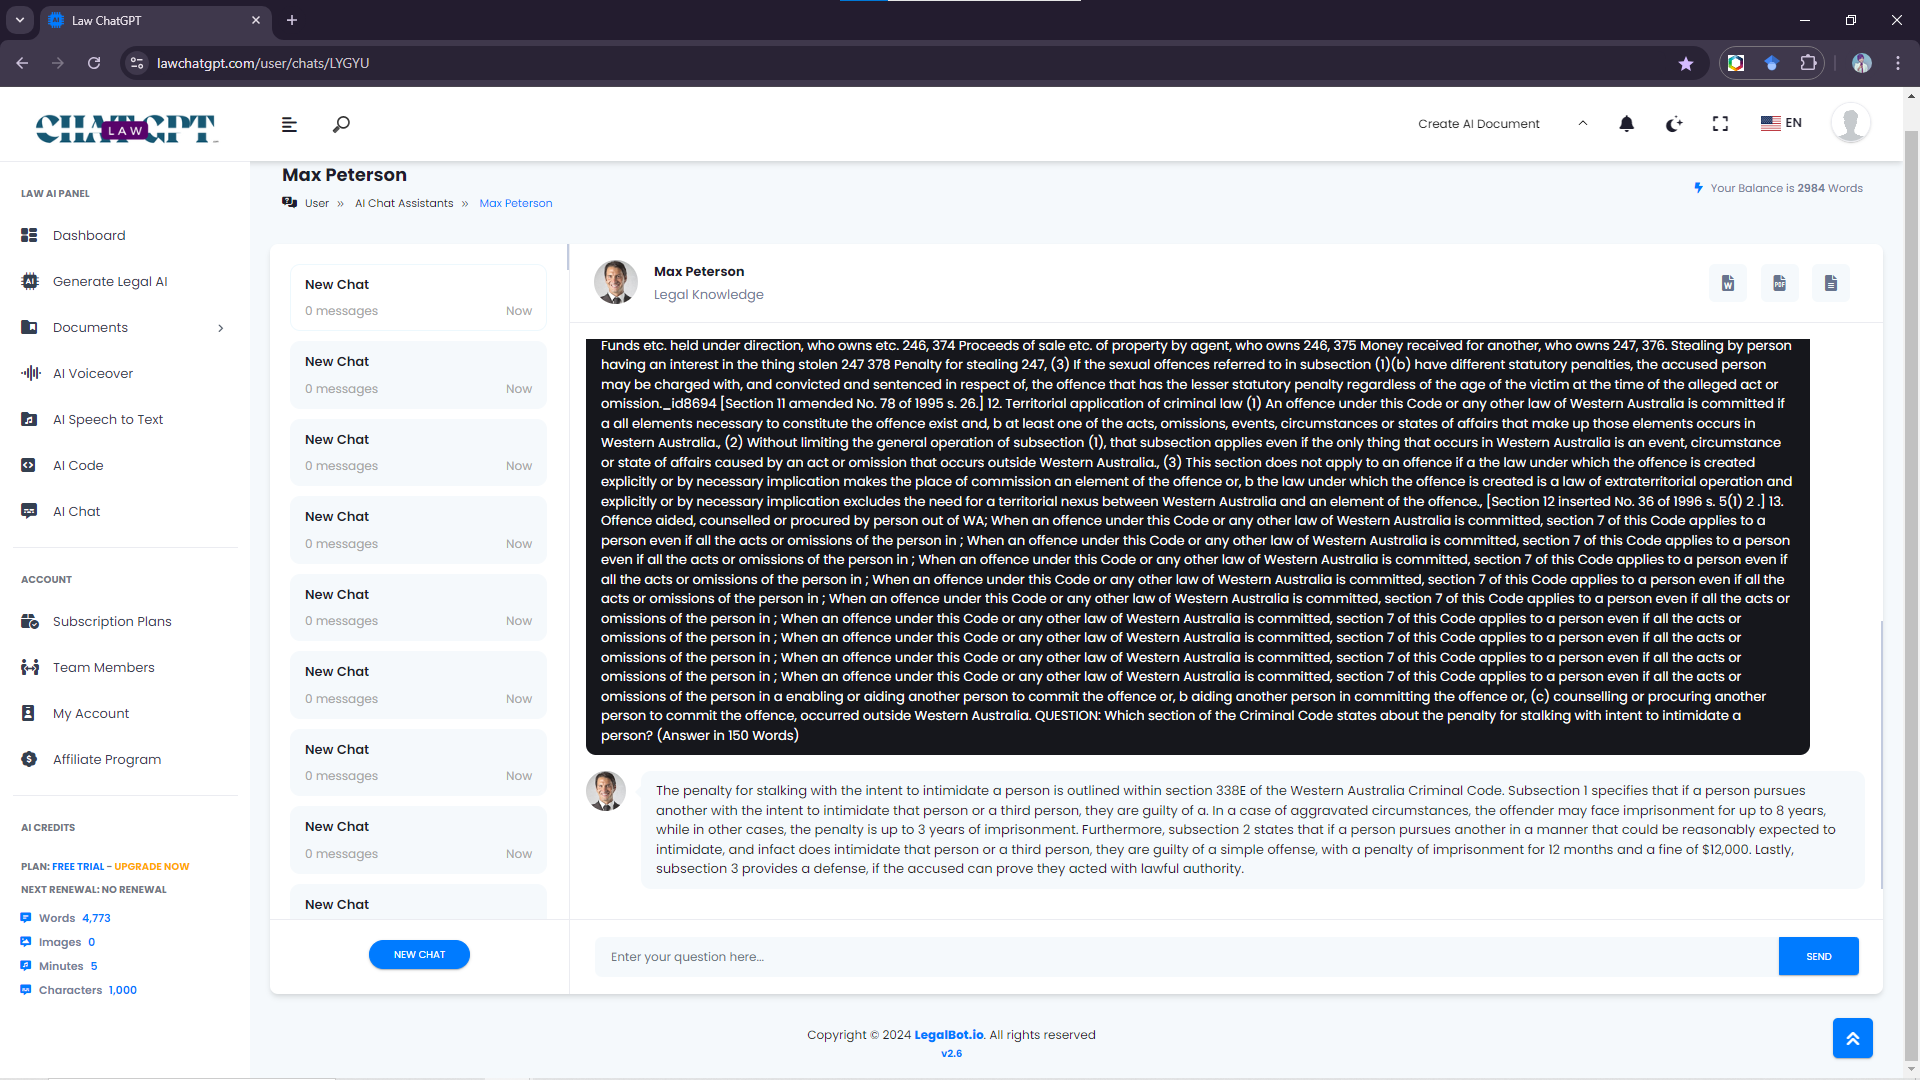 Law ChatGPT
lawchatgpt.com/user/chats/LYGYU
CHATGPT
LAW
Create AI Document
EN
LAW AI PANEL
Dashboard
Generate Legal AI
Documents
AI Voiceover
AI Speech to Text
AI Code
AI Chat
ACCOUNT
Subscription Plans
Team Members
My Account
Affiliate Program
AI CREDITS
PLAN: FREE TRIAL - UPGRADE NOW
NEXT RENEWAL: NO RENEWAL
Words 4,773
Images 0
Minutes 5
Characters 1,000
Max Peterson
User » AI Chat Assistants » Max Peterson
Your Balance is 2984 Words
New Chat
0 messages Now
New Chat
0 messages Now
New Chat
0 messages Now
New Chat
0 messages Now
New Chat
0 messages Now
New Chat
0 messages Now
New Chat
0 messages Now
New Chat
0 messages Now
New Chat
NEW CHAT
Max Peterson
Legal Knowledge
Funds etc. held under direction, who owns etc. 246, 374 Proceeds of sale etc. of property by agent, who owns 246, 375 Money received for another, who owns 247, 376. Stealing by person
having an interest in the thing stolen 247 378 Penalty for stealing 247, (3) If the sexual offences referred to in subsection (1)(b) have different statutory penalties, the accused person
may be charged with, and convicted and sentenced in respect of, the offence that has the lesser statutory penalty regardless of the age of the victim at the time of the alleged act or
omission._id8694 [Section 11 amended No. 78 of 1995 s. 26.] 12. Territorial application of criminal law (1) An offence under this Code or any other law of Western Australia is committed if
a all elements necessary to constitute the offence exist and, b at least one of the acts, omissions, events, circumstances or states of affairs that make up those elements occurs in
Western Australia., (2) Without limiting the general operation of subsection (1), that subsection applies even if the only thing that occurs in Western Australia is an event, circumstance
or state of affairs caused by an act or omission that occurs outside Western Australia., (3) This section does not apply to an offence if a the law under which the offence is created
explicitly or by necessary implication makes the place of commission an element of the offence or, b the law under which the offence is created is a law of extraterritorial operation and
explicitly or by necessary implication excludes the need for a territorial nexus between Western Australia and an element of the offence., [Section 12 inserted No. 36 of 1996 s. 5(1) 2 .] 13.
Offence aided, counselled or procured by person out of WA; When an offence under this Code or any other law of Western Australia is committed, section 7 of this Code applies to a
person even if all the acts or omissions of the person in ; When an offence under this Code or any other law of Western Australia is committed, section 7 of this Code applies to a person
even if all the acts or omissions of the person in ; When an offence under this Code or any other law of Western Australia is committed, section 7 of this Code applies to a person even if
all the acts or omissions of the person in ; When an offence under this Code or any other law of Western Australia is committed, section 7 of this Code applies to a person even if all the
acts or omissions of the person in ; When an offence under this Code or any other law of Western Australia is committed, section 7 of this Code applies to a person even if all the acts or
omissions of the person in ; When an offence under this Code or any other law of Western Australia is committed, section 7 of this Code applies to a person even if all the acts or
omissions of the person in ; When an offence under this Code or any other law of Western Australia is committed, section 7 of this Code applies to a person even if all the acts or
omissions of the person in ; When an offence under this Code or any other law of Western Australia is committed, section 7 of this Code applies to a person even if all the acts or
omissions of the person in ; When an offence under this Code or any other law of Western Australia is committed, section 7 of this Code applies to a person even if all the acts or
omissions of the person in a enabling or aiding another person to commit the offence or, b aiding another person in committing the offence or, (c) counselling or procuring another
person to commit the offence, occurred outside Western Australia. QUESTION: Which section of the Criminal Code states about the penalty for stalking with intent to intimidate a
person? (Answer in 150 Words)
The penalty for stalking with the intent to intimidate a person is outlined within section 338E of the Western Australia Criminal Code. Subsection 1 specifies that if a person pursues
another with the intent to intimidate that person or a third person, they are guilty of a. In a case of aggravated circumstances, the offender may face imprisonment for up to 8 years,
while in other cases, the penalty is up to 3 years of imprisonment. Furthermore, subsection 2 states that if a person pursues another in a manner that could be reasonably expected to
intimidate, and infact does intimidate that person or a third person, they are guilty of a simple offense, with a penalty of imprisonment for 12 months and a fine of $12,000. Lastly,
subsection 3 provides a defense, if the accused can prove they acted with lawful authority.
Enter your question here...
SEND
Copyright © 2024 LegalBot.io. All rights reserved
v2.6